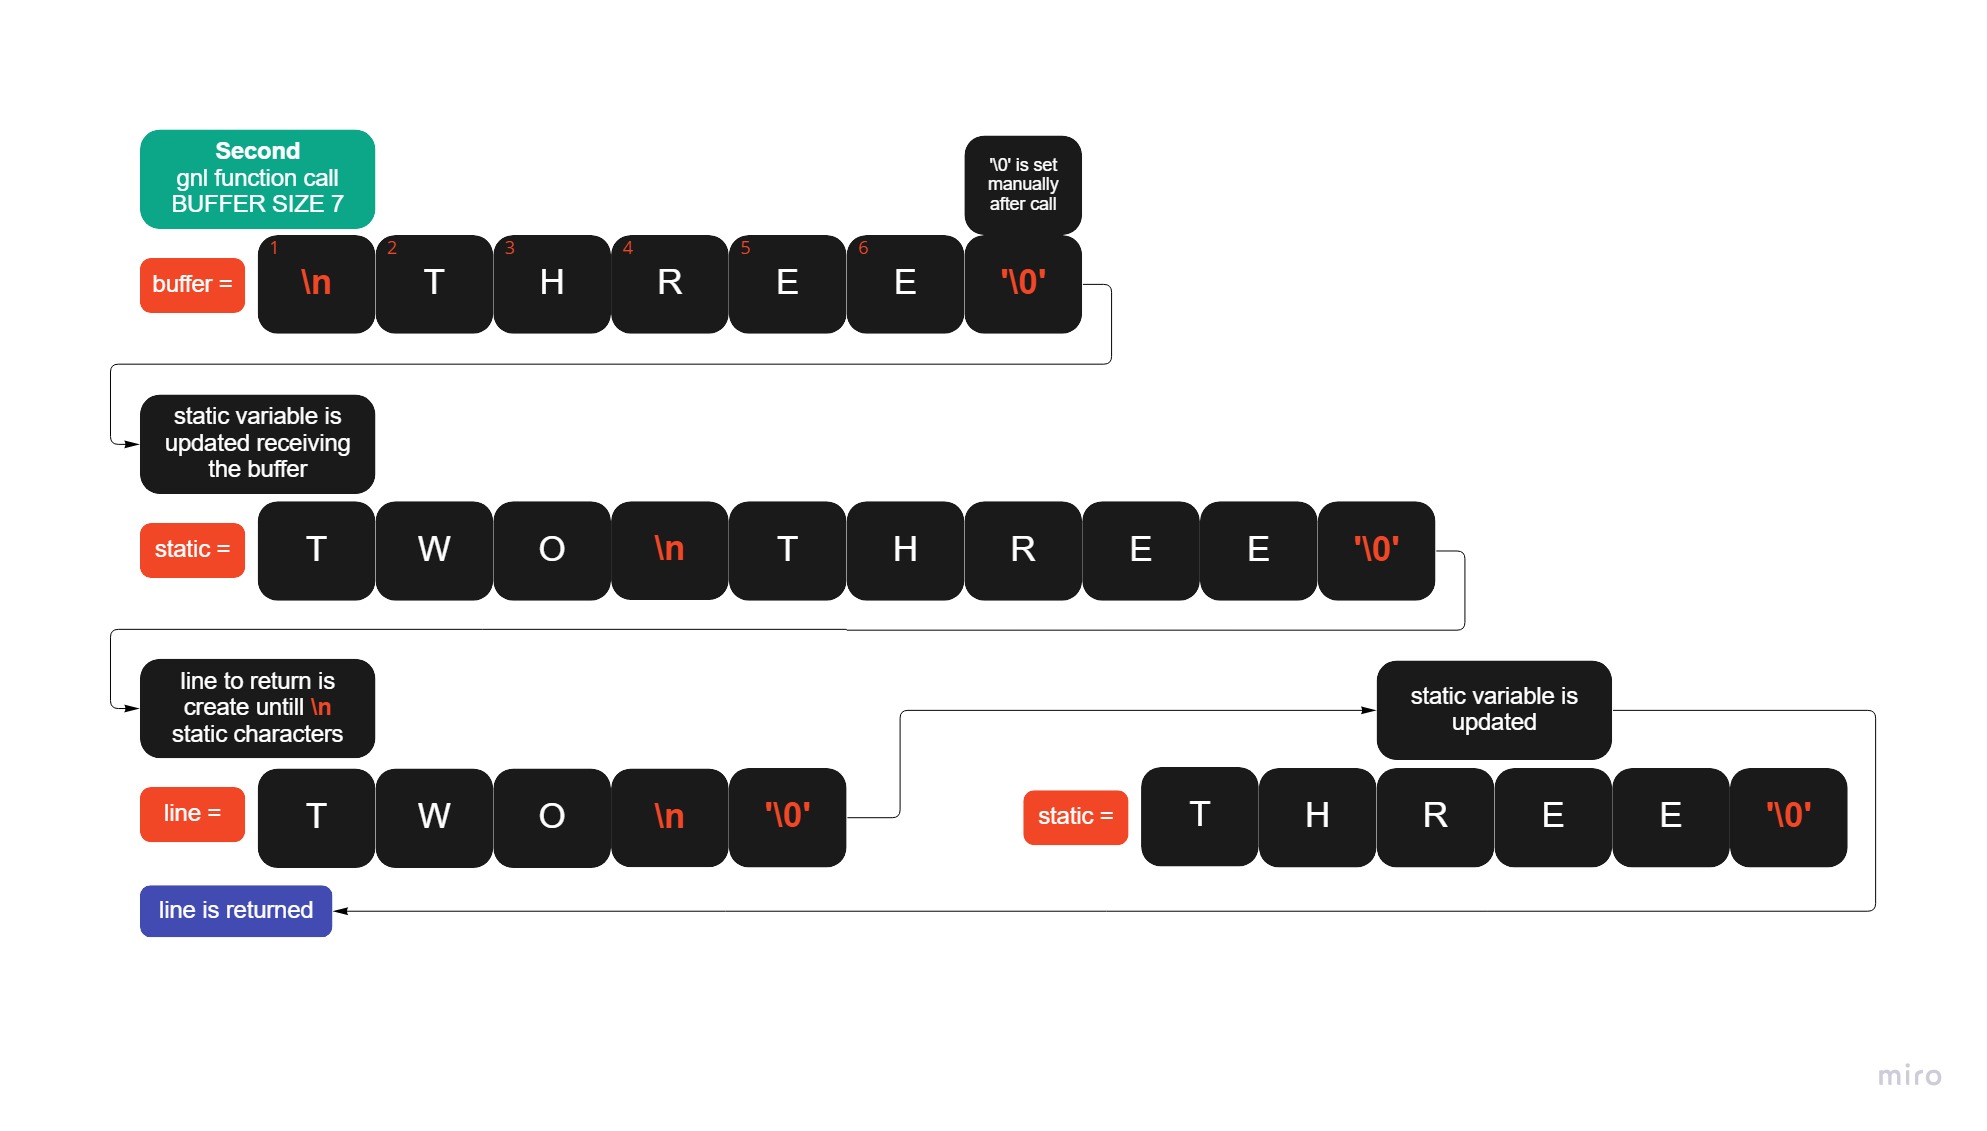 Second
gnl function call
BUFFER SIZE 7
'\0' is set
manually
after call
buffer =
1 2 3 4 5 6
\n T H R E E '\0'
static variable is
updated receiving
the buffer
static = T W O \n T H R E E '\0'
line to return is
create untill \n
static characters
static variable is
updated
line = T W O \n '\0'
static = T H R E E '\0'
line is returned
miro